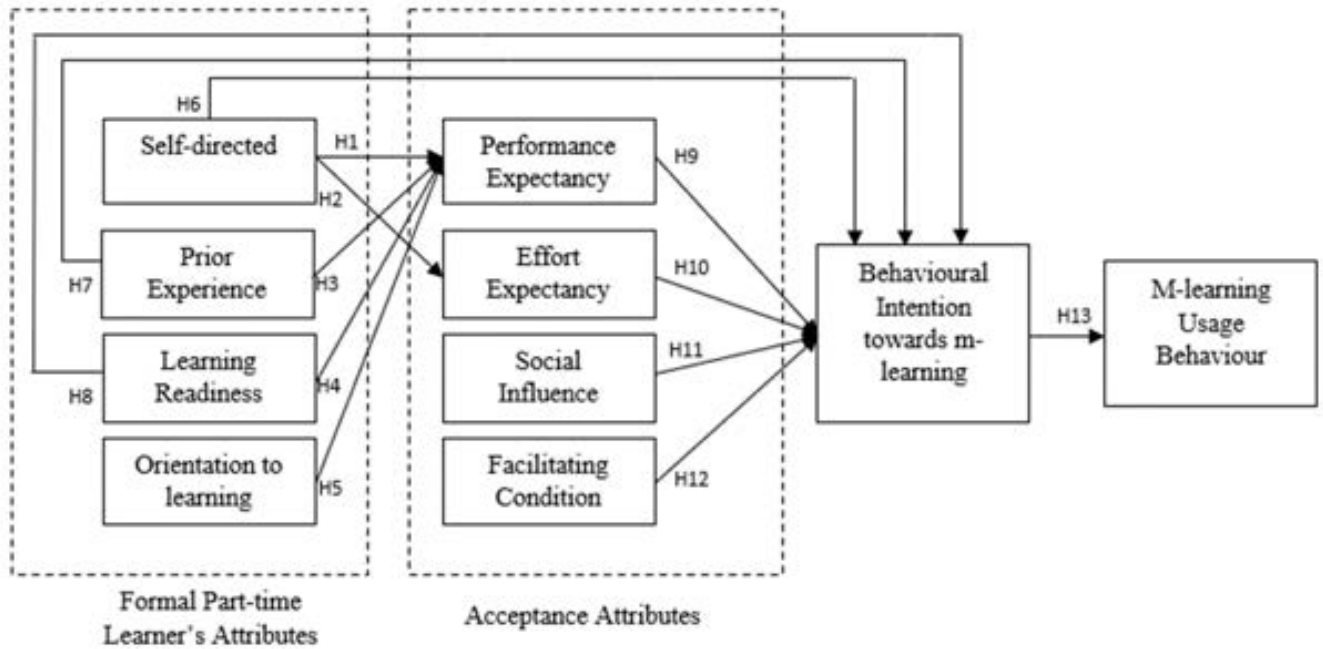 H6
Self-directed
H1
H2
Prior
Experience
H7
H3
Learning
Readiness
H8
H4
Orientation to
learning
H5
Formal Part-time
Learner’s Attributes
Performance
Expectancy
H9
Effort
Expectancy
H10
Social
Influence
H11
Facilitating
Condition
H12
Acceptance Attributes
Behavioural
Intention
towards m-
learning
H13
M-learning
Usage
Behaviour